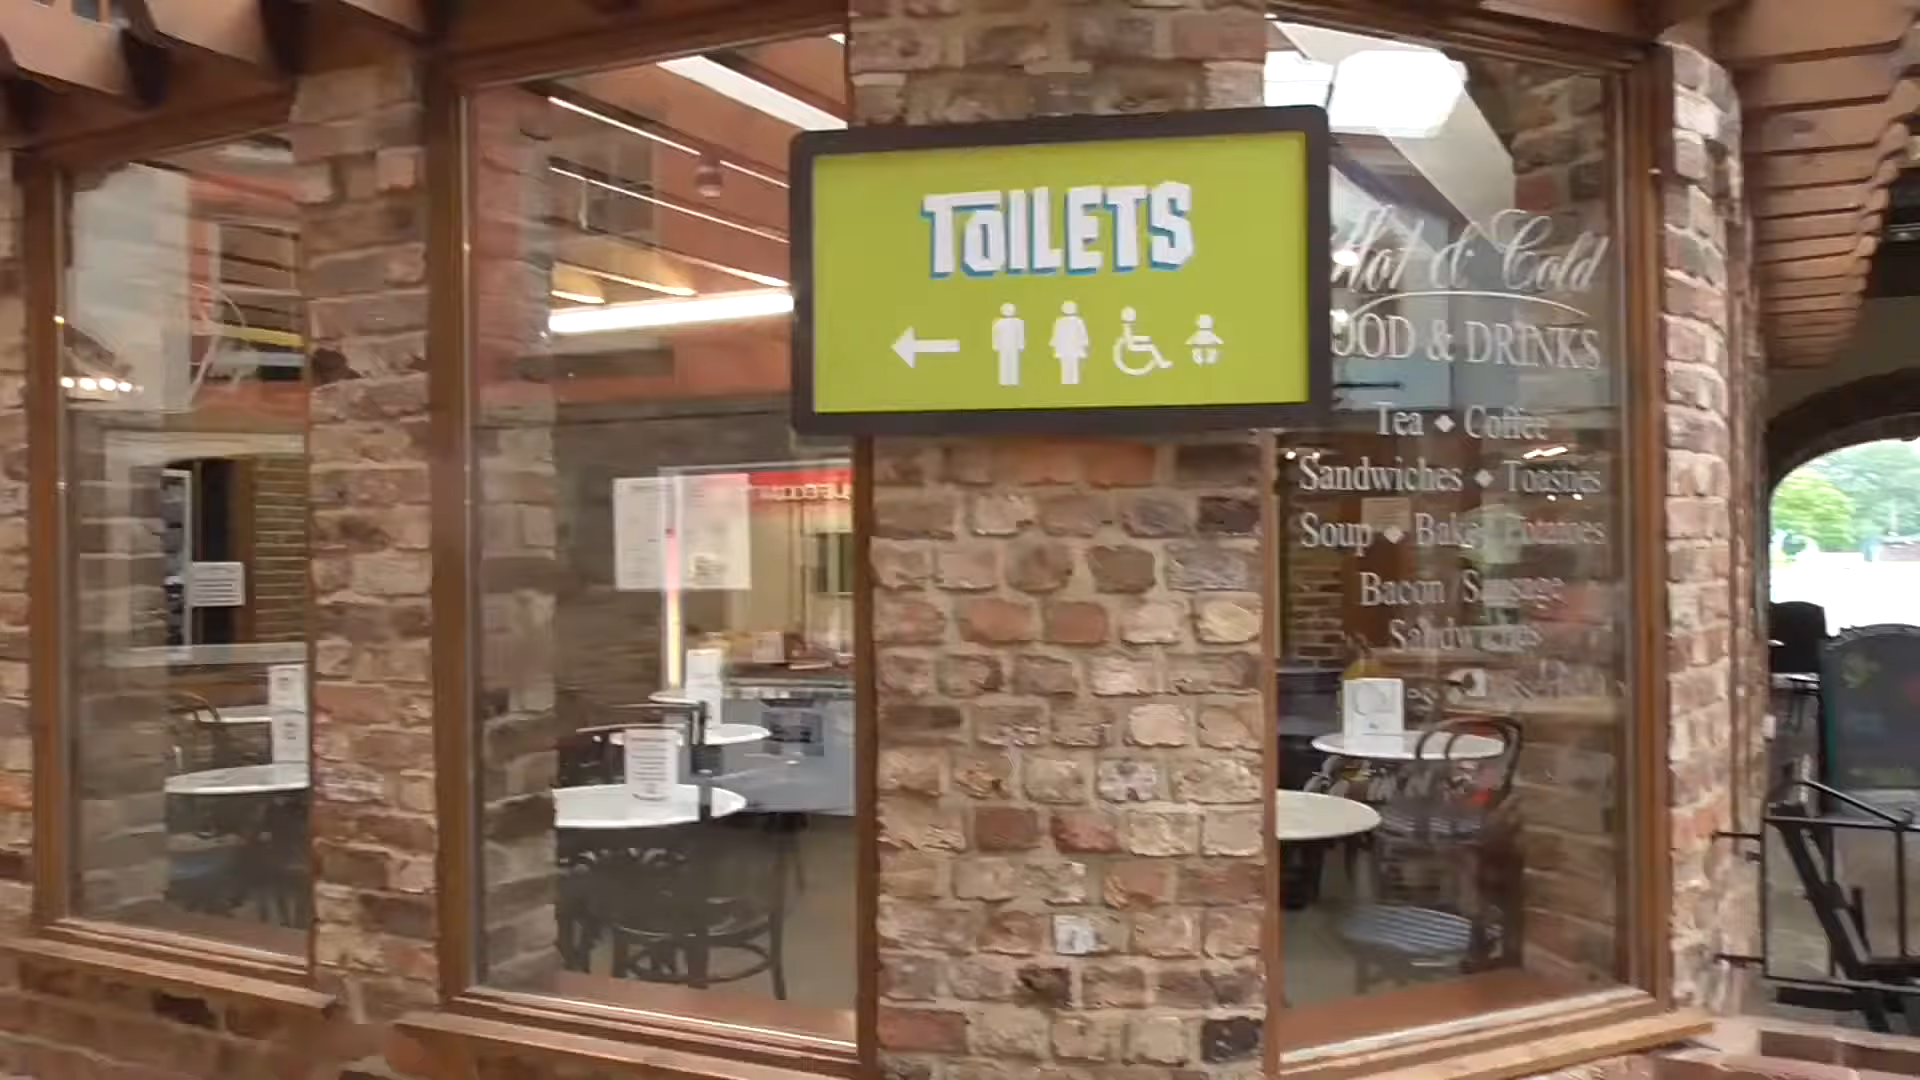 TOILETS
Hot & Cold
FOOD & DRINKS
Tea ◆ Coffee
Sandwiches ◆ Toasties
Soup ◆ Baked Potatoes
Bacon / Sausage
Sandwiches